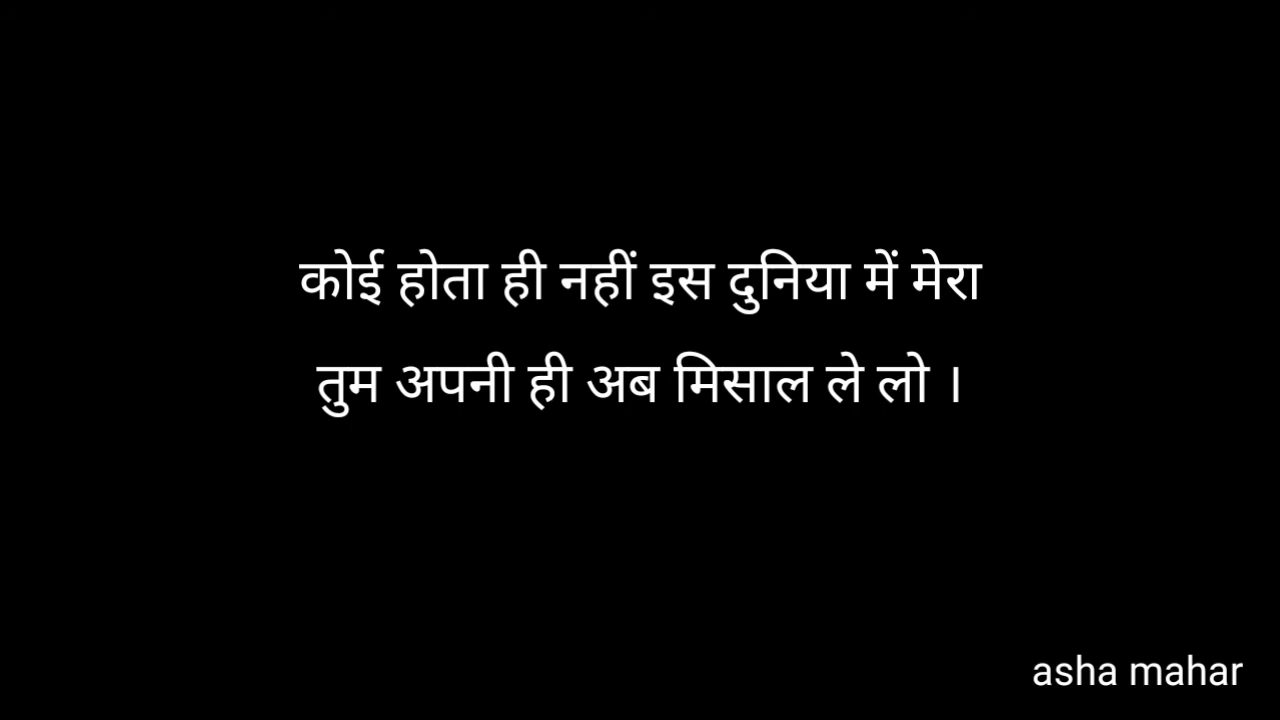 कोई होता ही नहीं इस दुनिया में मेरा
तुम अपनी ही अब मिसाल ले लो ।
asha mahar